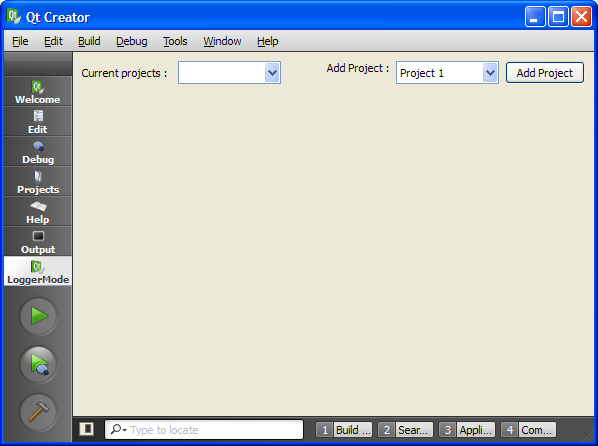 Qt Creator
File Edit Build Debug Tools Window Help
Current projects :
Add Project : Project 1 Add Project
Welcome
Edit
Debug
Projects
Help
Output
LoggerMode
Type to locate
1 Build ... 2 Sear... 3 Appli... 4 Com...